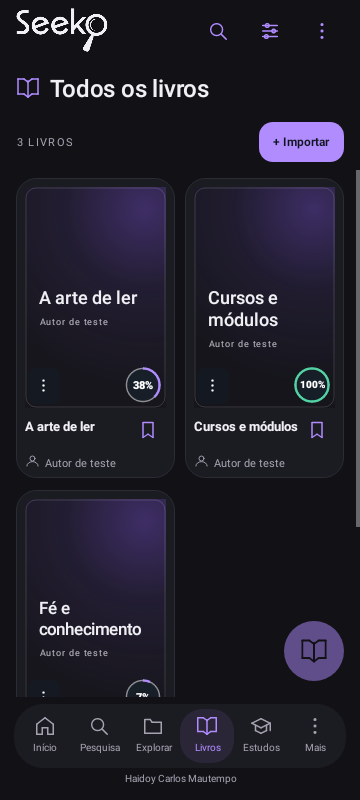 Seeko
Todos os livros
3 LIVROS
+ Importar
A arte de ler
Autor de teste
38%
A arte de ler
Autor de teste
Cursos e
módulos
Autor de teste
100%
Cursos e módulos
Autor de teste
Fé e
conhecimento
Autor de teste
7%
Início
Pesquisa
Explorar
Livros
Estudos
Mais
Haidoy Carlos Mautempo